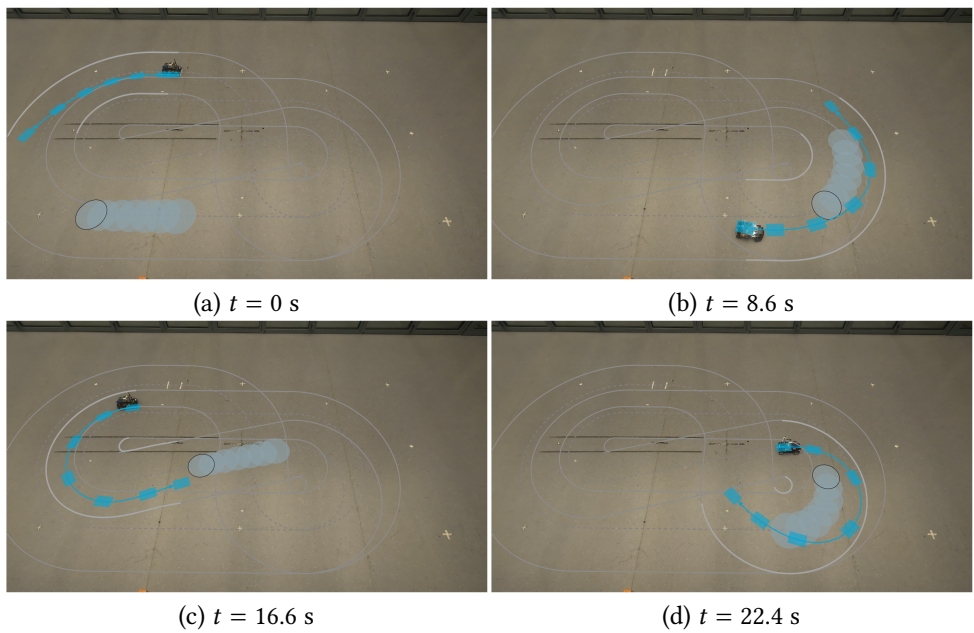 (a) t = 0 s
(b) t = 8.6 s
(c) t = 16.6 s
(d) t = 22.4 s